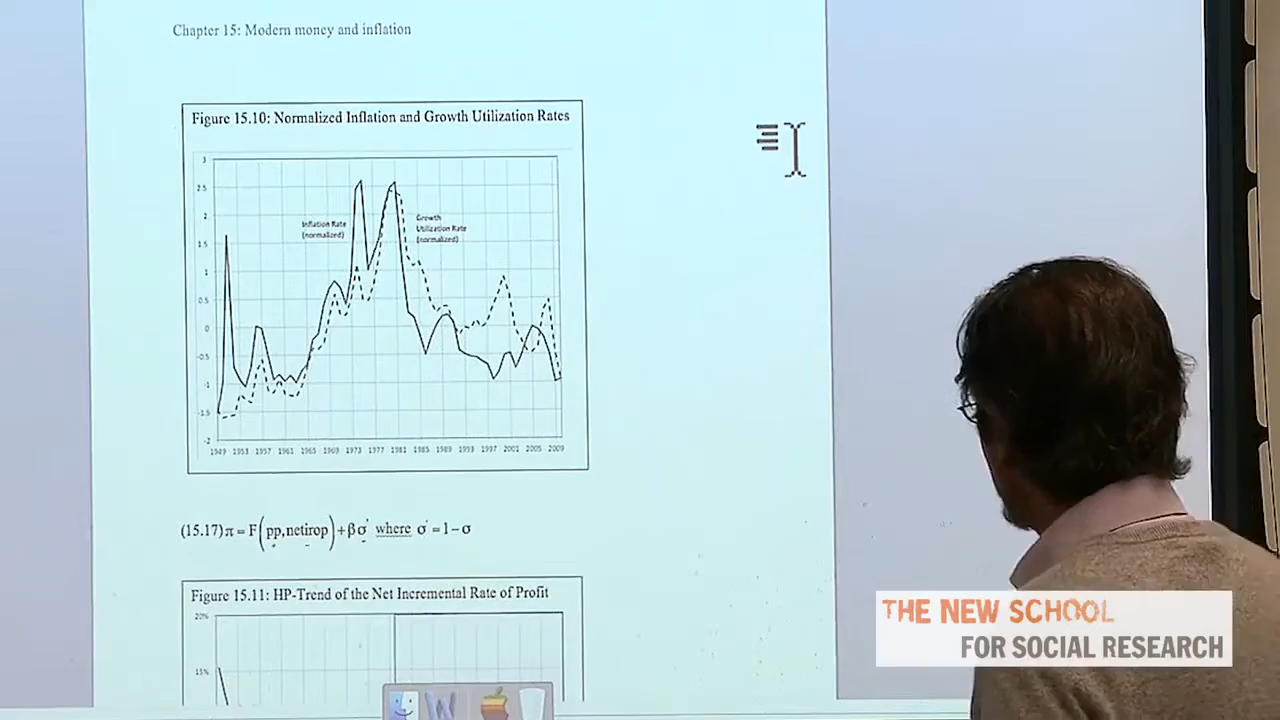 Chapter 15: Modern money and inflation
Figure 15.10: Normalized Inflation and Growth Utilization Rates
3
2.5
2
1.5
1
0.5
0
-0.5
-1
-1.5
-2
Inflation Rate
(normalized)
Growth
Utilization Rate
(normalized)
1949 1953 1957 1961 1965 1969 1973 1977 1981 1985 1989 1993 1997 2001 2005 2009
(15.17) π = F(pp, netirop) + βσ' where σ' = 1 − σ
Figure 15.11: HP-Trend of the Net Incremental Rate of Profit
20%
15%
THE NEW SCHOOL
FOR SOCIAL RESEARCH